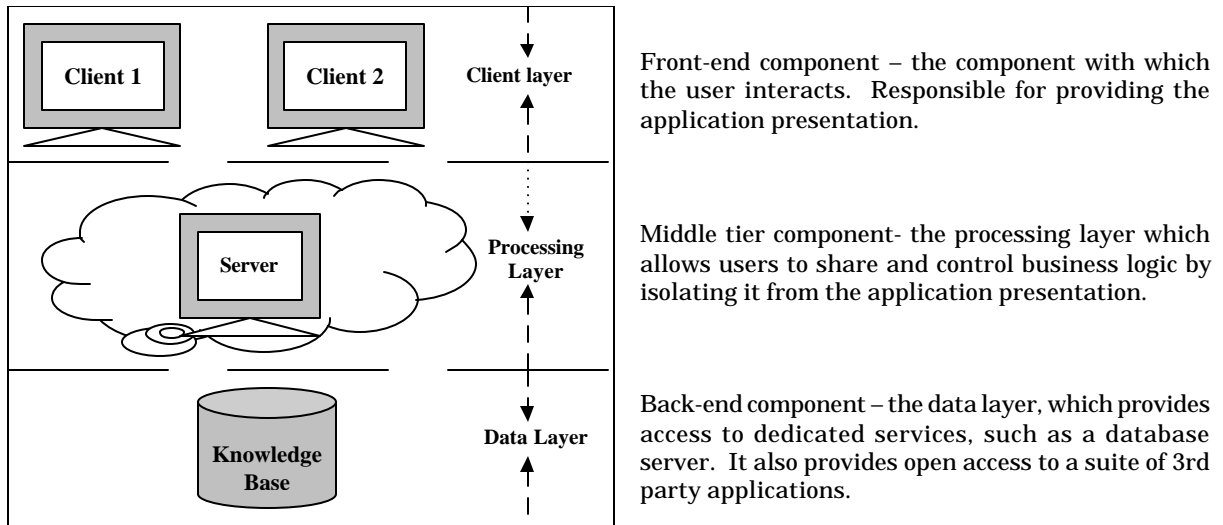 Client 1
Client 2
Client layer
Front-end component – the component with which
the user interacts. Responsible for providing the
application presentation.
Server
Processing
Layer
Middle tier component- the processing layer which
allows users to share and control business logic by
isolating it from the application presentation.
Knowledge
Base
Data Layer
Back-end component – the data layer, which provides
access to dedicated services, such as a database
server. It also provides open access to a suite of 3rd
party applications.